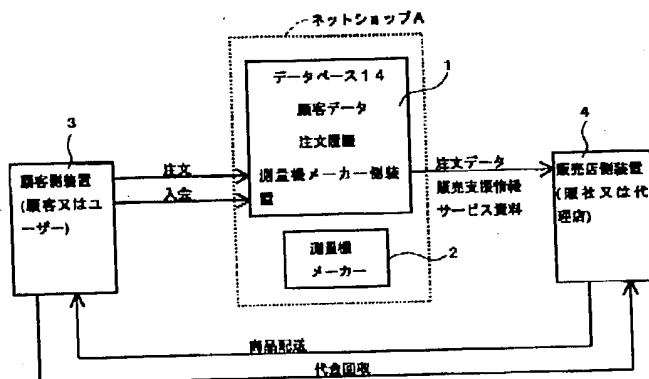 ネットショップA
1
データベース14
顧客データ
注文履歴
測量機メーカー側装
置
測量機
メーカー
2
3
顧客側装置
(顧客又はユ
ーザー)
注文
入会
注文データ
販売支援情報
サービス資料
4
販売店側装置
(販社又は代
理店)
商品配送
代金回収